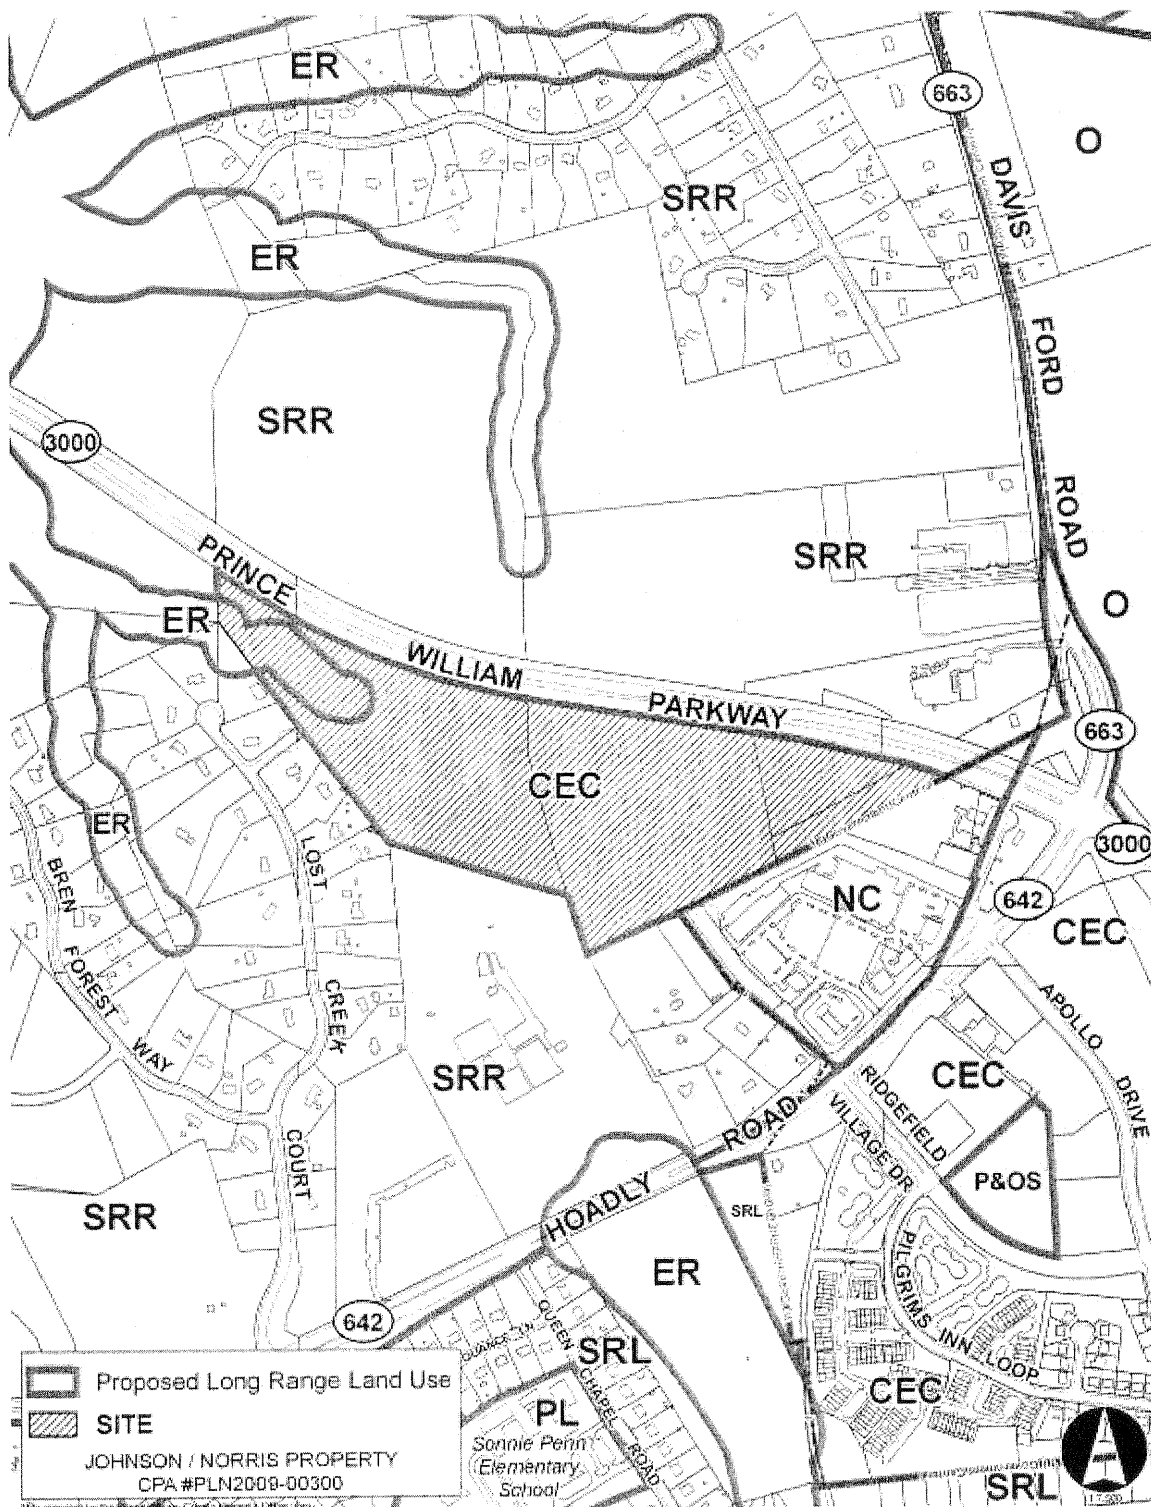 ER
663
O
DAVIS
SRR
ER
FORD
SRR
3000
ROAD
SRR
PRINCE
O
ER
WILLIAM
PARKWAY
663
CEC
ER
3000
LOST
BREN
NC
642
CEC
FOREST
APOLLO
CREEK
WAY
SRR
CEC
DRIVE
RIDGEFIELD
ROAD
VILLAGE DR
COURT
P&OS
HOADLY
SRL
SRR
PILGRIMS
ER
QUEEN
642
INN LOOP
SRL
CEC
Proposed Long Range Land Use
CHAPEL
PL
SITE
ROAD
Sonnie Penn
Elementary
School
JOHNSON / NORRIS PROPERTY
CPA #PLN2009-00300
SRL